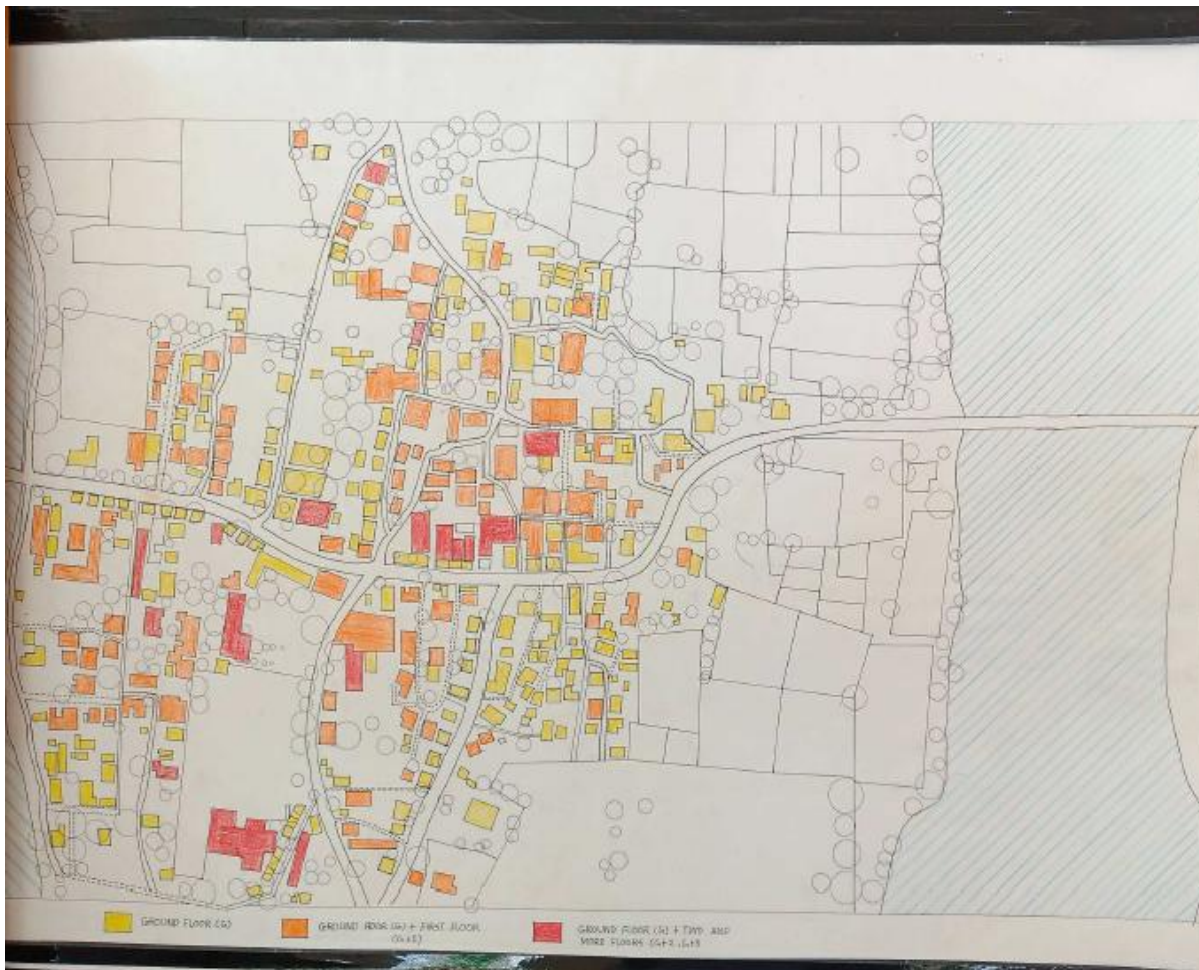 GROUND FLOOR (G)
GROUND FLOOR (G) + FIRST FLOOR
(G+1)
GROUND FLOOR (G) + TWO AND
MORE FLOORS (G+2, G+3